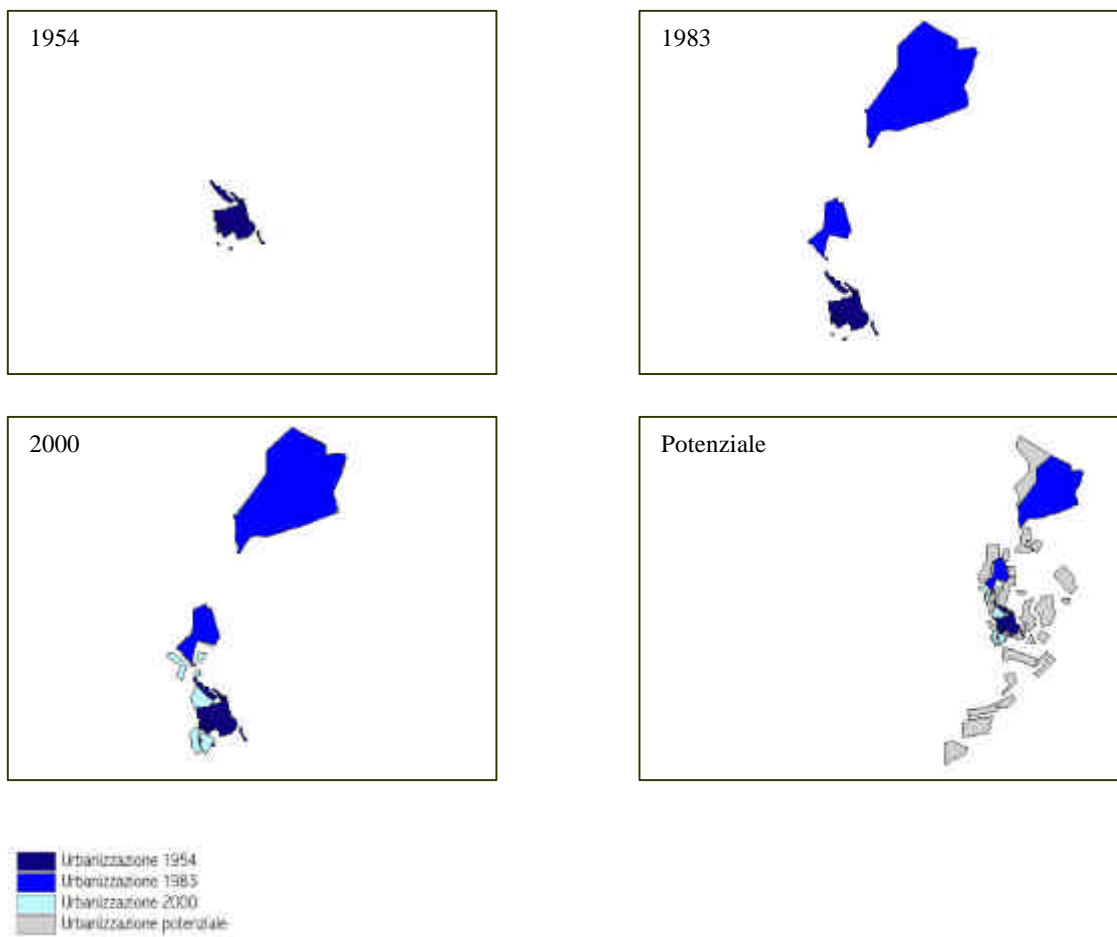 1954
1983
2000
Potenziale
Urbanizzazione 1954
Urbanizzazione 1983
Urbanizzazione 2000
Urbanizzazione potenziale